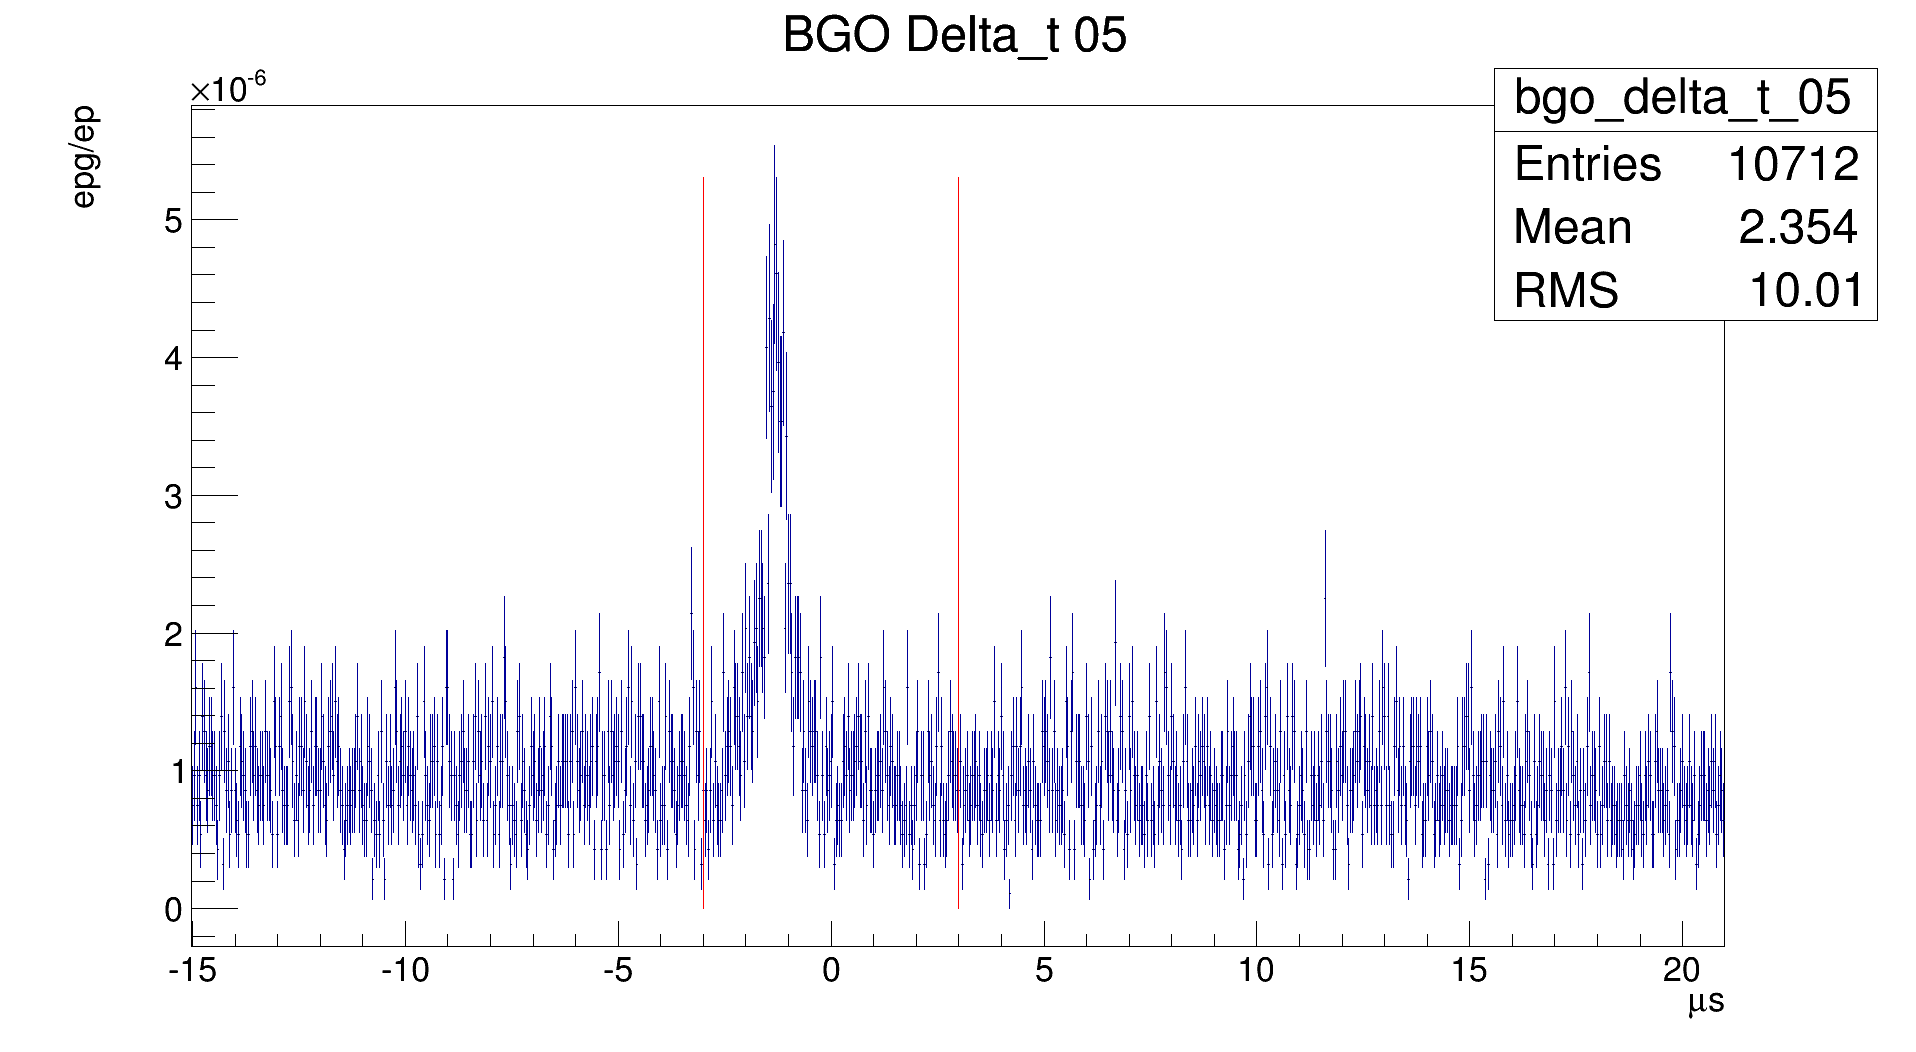 BGO Delta_t 05
×10-6
epg/ep
bgo_delta_t_05
Entries 10712
Mean 2.354
RMS 10.01
5
4
3
2
1
0
-15 -10 -5 0 5 10 15 20
μs